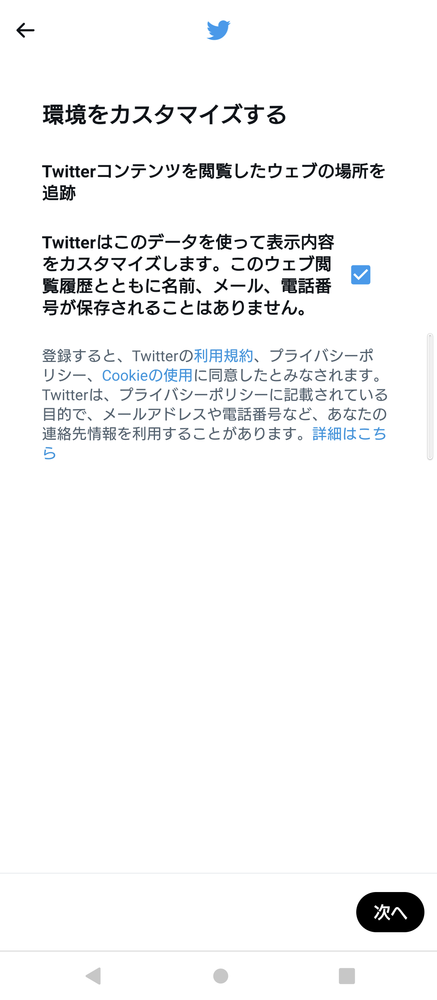 環境をカスタマイズする
Twitterコンテンツを閲覧したウェブの場所を
追跡
Twitterはこのデータを使って表示内容
をカスタマイズします。このウェブ閲
覧履歴とともに名前、メール、電話番
号が保存されることはありません。
登録すると、Twitterの利用規約、プライバシーポ
リシー、Cookieの使用に同意したとみなされます。
Twitterは、プライバシーポリシーに記載されている
目的で、メールアドレスや電話番号など、あなたの
連絡先情報を利用することがあります。詳細はこち
ら
次へ